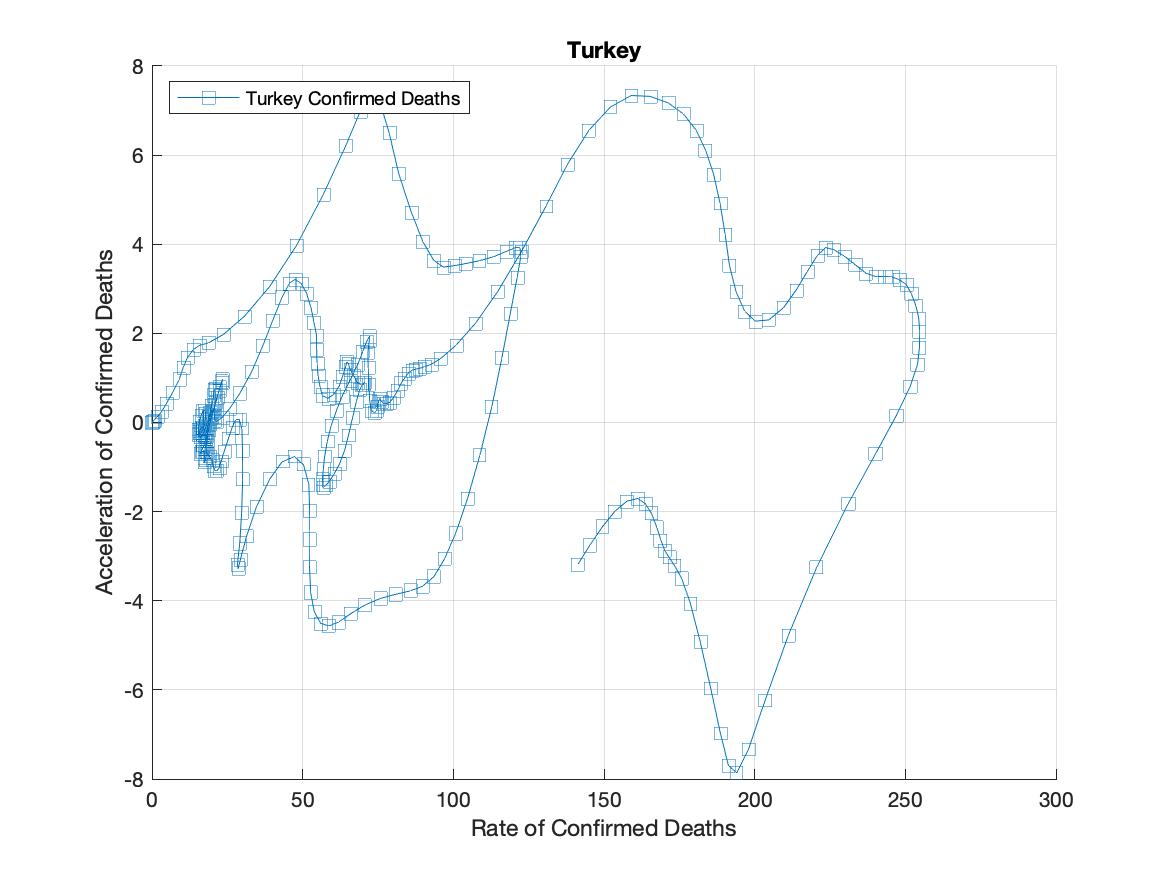 Turkey
Turkey Confirmed Deaths
8
6
4
2
0
-2
-4
-6
-8
Acceleration of Confirmed Deaths
0 50 100 150 200 250 300
Rate of Confirmed Deaths